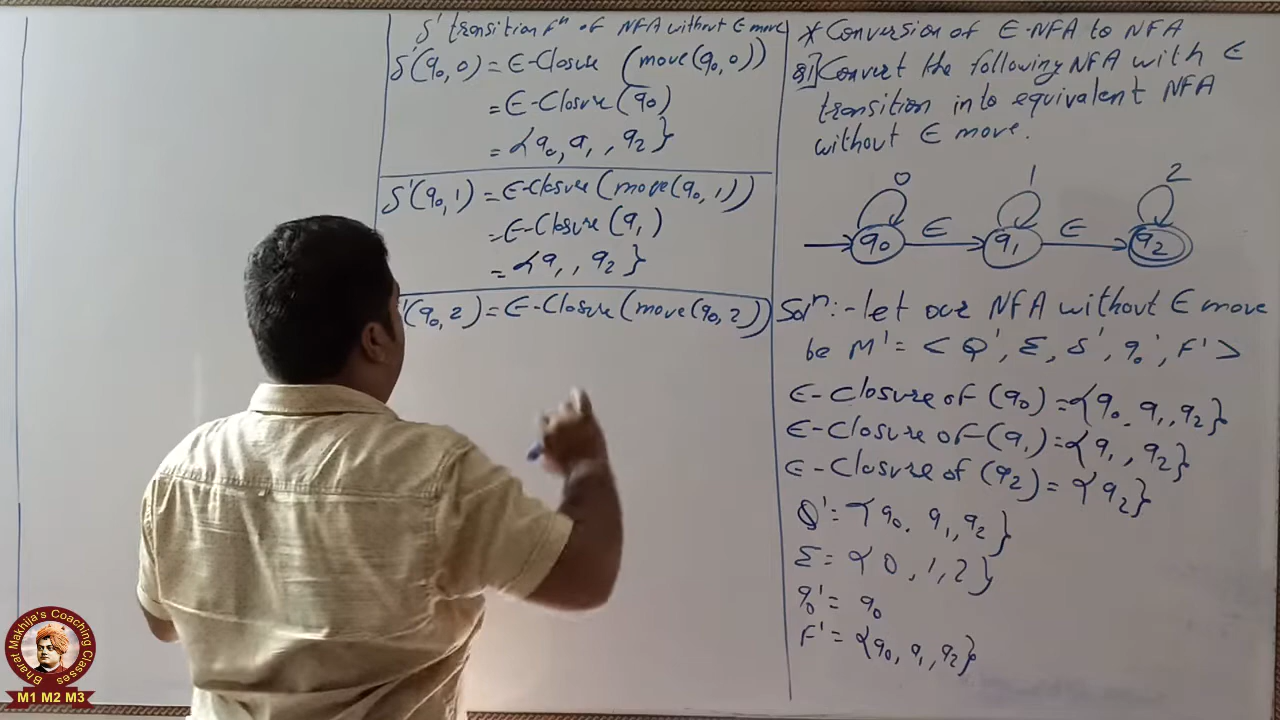 δ' transition Fⁿ of NFA without ∈ move
δ'(q₀, 0) = ∈-Closure (move(q₀, 0))
= ∈-Closure (q₀)
= {q₀, q₁, q₂}
δ'(q₀, 1) = ∈-Closure (move(q₀, 1))
= ∈-Closure (q₁)
= {q₁, q₂}
'(q₀, 2) = ∈-Closure (move(q₀, 2))
* Conversion of ∈-NFA to NFA
Q1] Convert the following NFA with ∈
transition into equivalent NFA
without ∈ move.
0 1 2
q₀ ∈ q₁ ∈ q₂
Solⁿ:- let our NFA without ∈ move
be M' = < Q', Σ, δ', q₀', F' >
∈-Closure of (q₀) = {q₀, q₁, q₂}
∈-Closure of (q₁) = {q₁, q₂}
∈-Closure of (q₂) = {q₂}
Q' = {q₀, q₁, q₂}
Σ = {0, 1, 2}
q₀' = q₀
F' = {q₀, q₁, q₂}
Bharat Makhija's Coaching Classes
M1 M2 M3